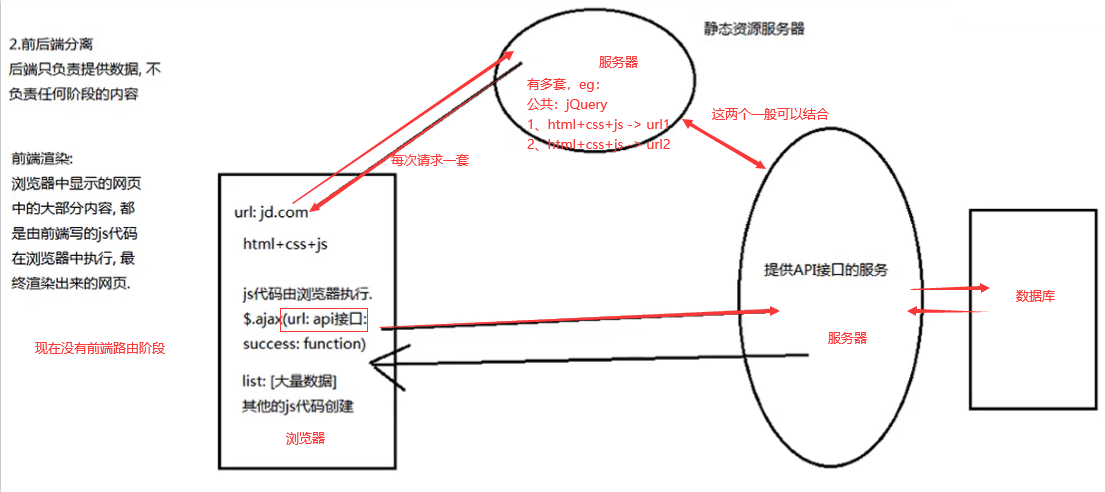 2.前后端分离
后端只负责提供数据, 不
负责任何阶段的内容
前端渲染:
浏览器中显示的网页
中的大部分内容, 都
是由前端写的js代码
在浏览器中执行, 最
终渲染出来的网页.
现在没有前端路由阶段
静态资源服务器
服务器
有多套，eg：
公共：jQuery
1、html+css+js -> url1
2、html+css+js -> url2
这两个一般可以结合
每次请求一套
url: jd.com
html+css+js
js代码由浏览器执行.
$.ajax(url: api接口:
success: function)
list: [大量数据]
其他的js代码创建
浏览器
提供API接口的服务
服务器
数据库